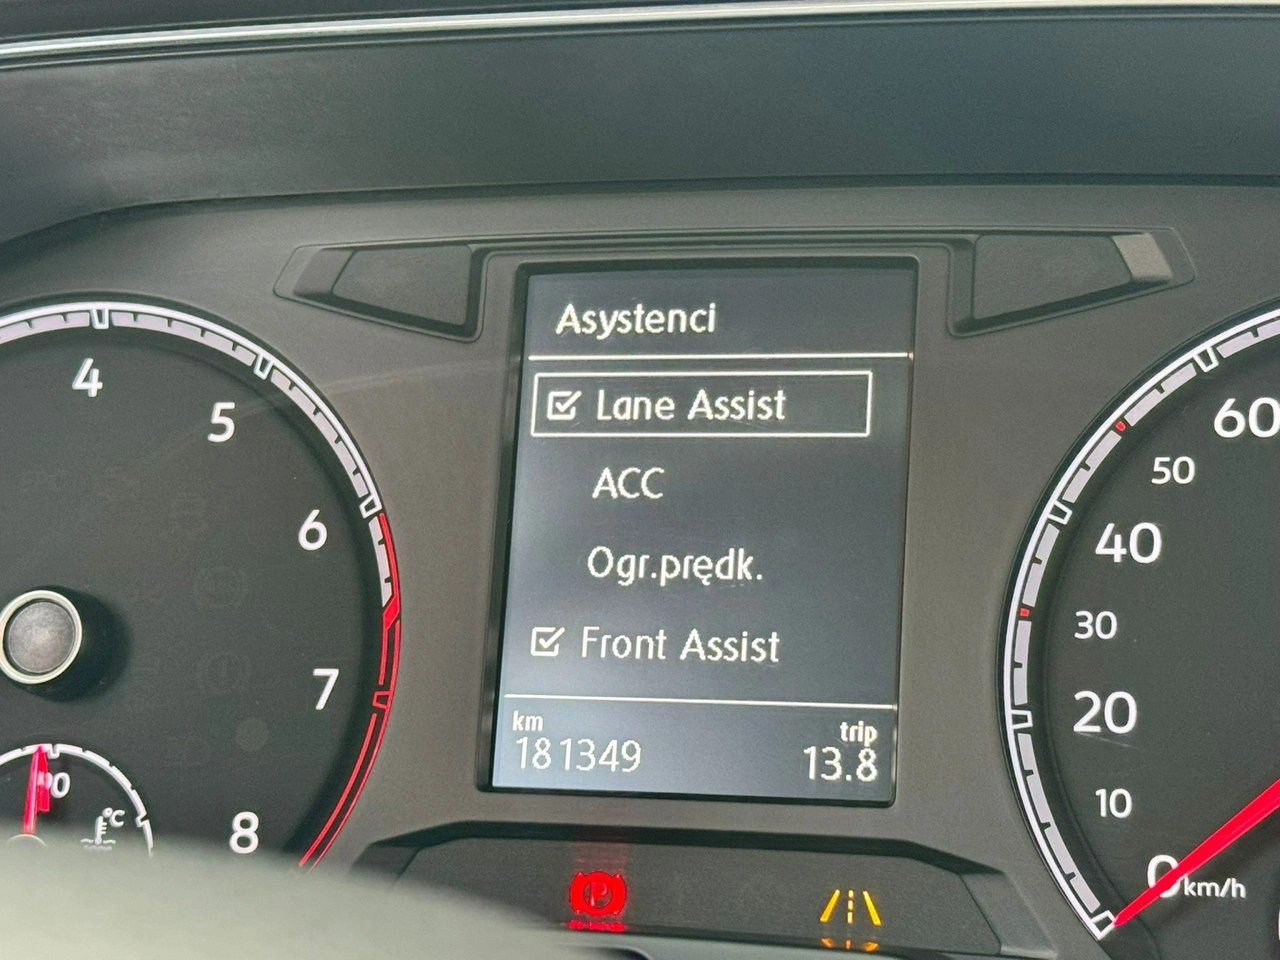 Asystenci
Lane Assist
ACC
Ogr.prędk.
Front Assist
km
trip
181349
13.8
4
5
6
7
8
90
°C
60
50
40
30
20
10
0
km/h
P